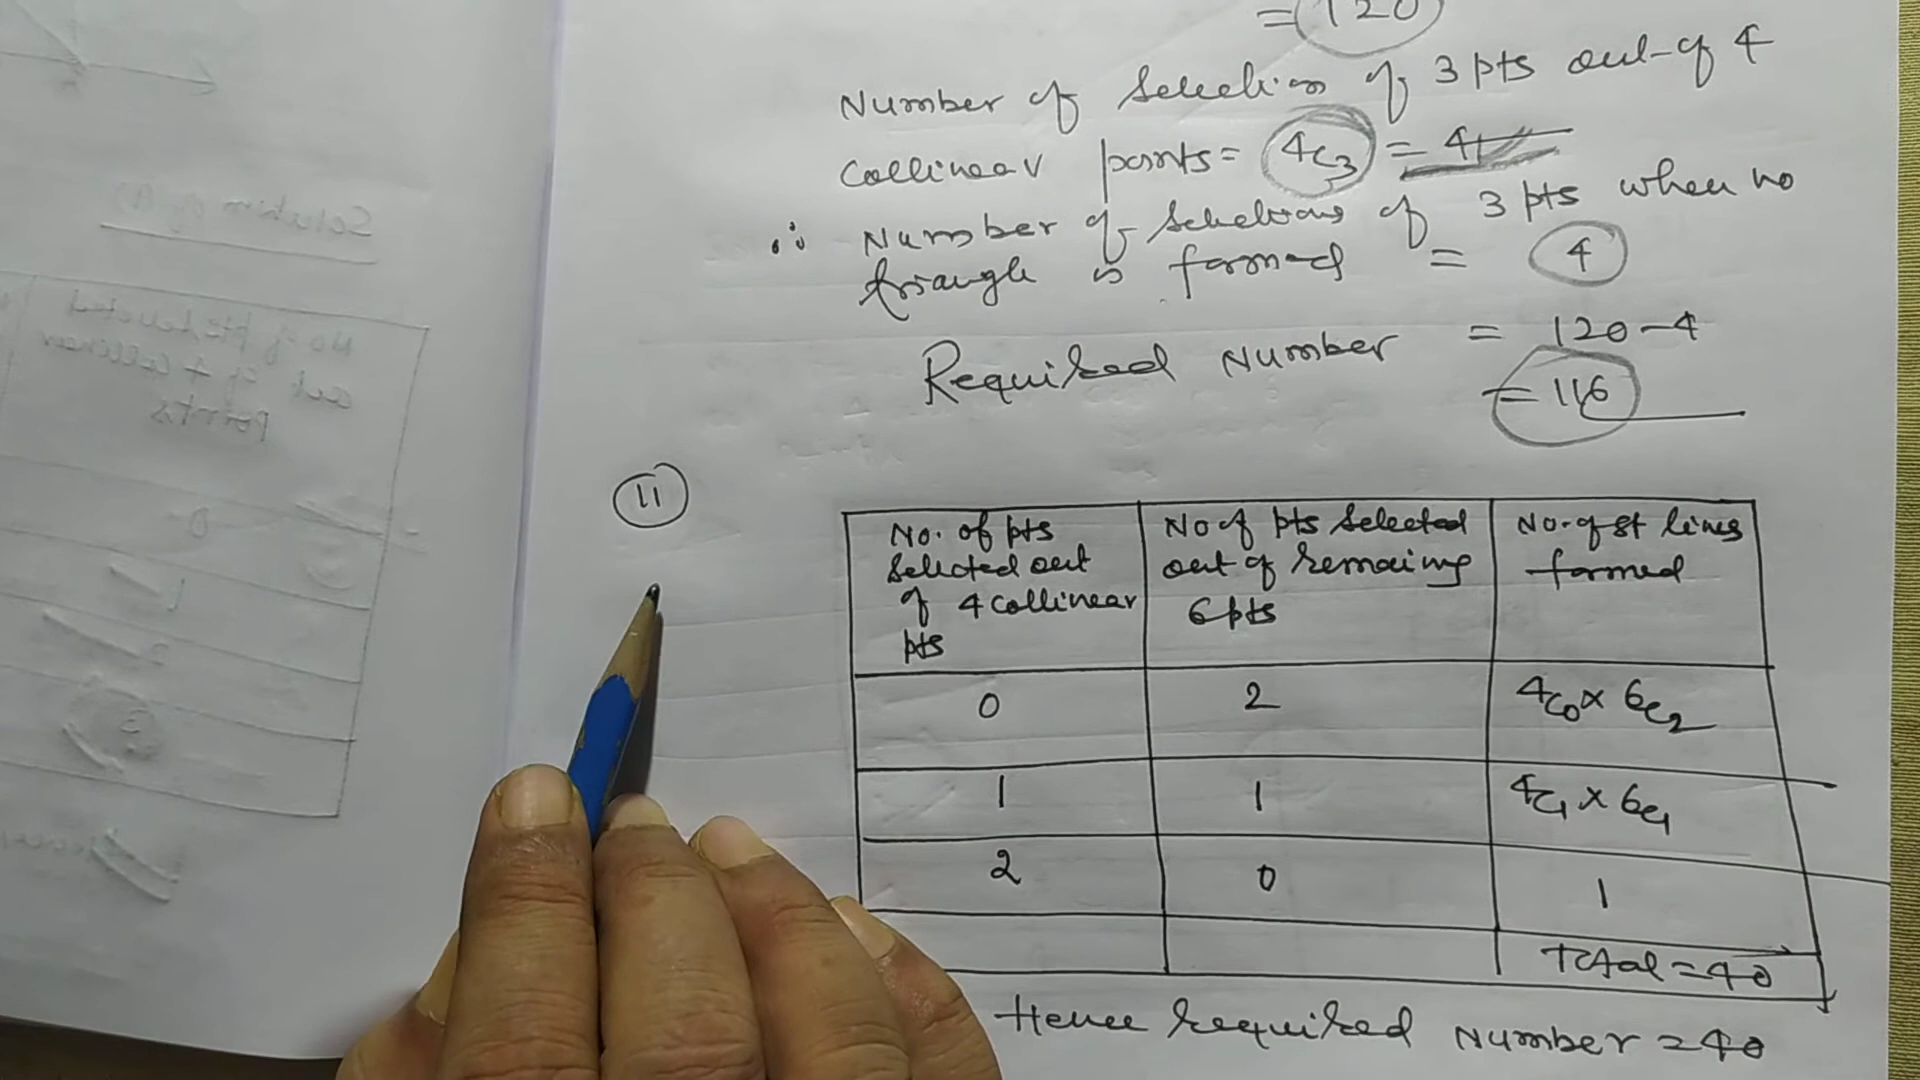 = 120
Number of Selection of 3 pts out of 4
Collinear points = 4C3 = 4
∴ Number of Selections of 3 pts when no
triangle is formed = 4
Required Number = 120 - 4
= 116
(ii)
No. of pts
Selected out
of 4 collinear
pts
No of pts Selected
out of remaing
6 pts
No. of st lines
formed
0 2 4C0 x 6C2
1 1 4C1 x 6C1
2 0 1
Total = 40
Hence Required Number = 40